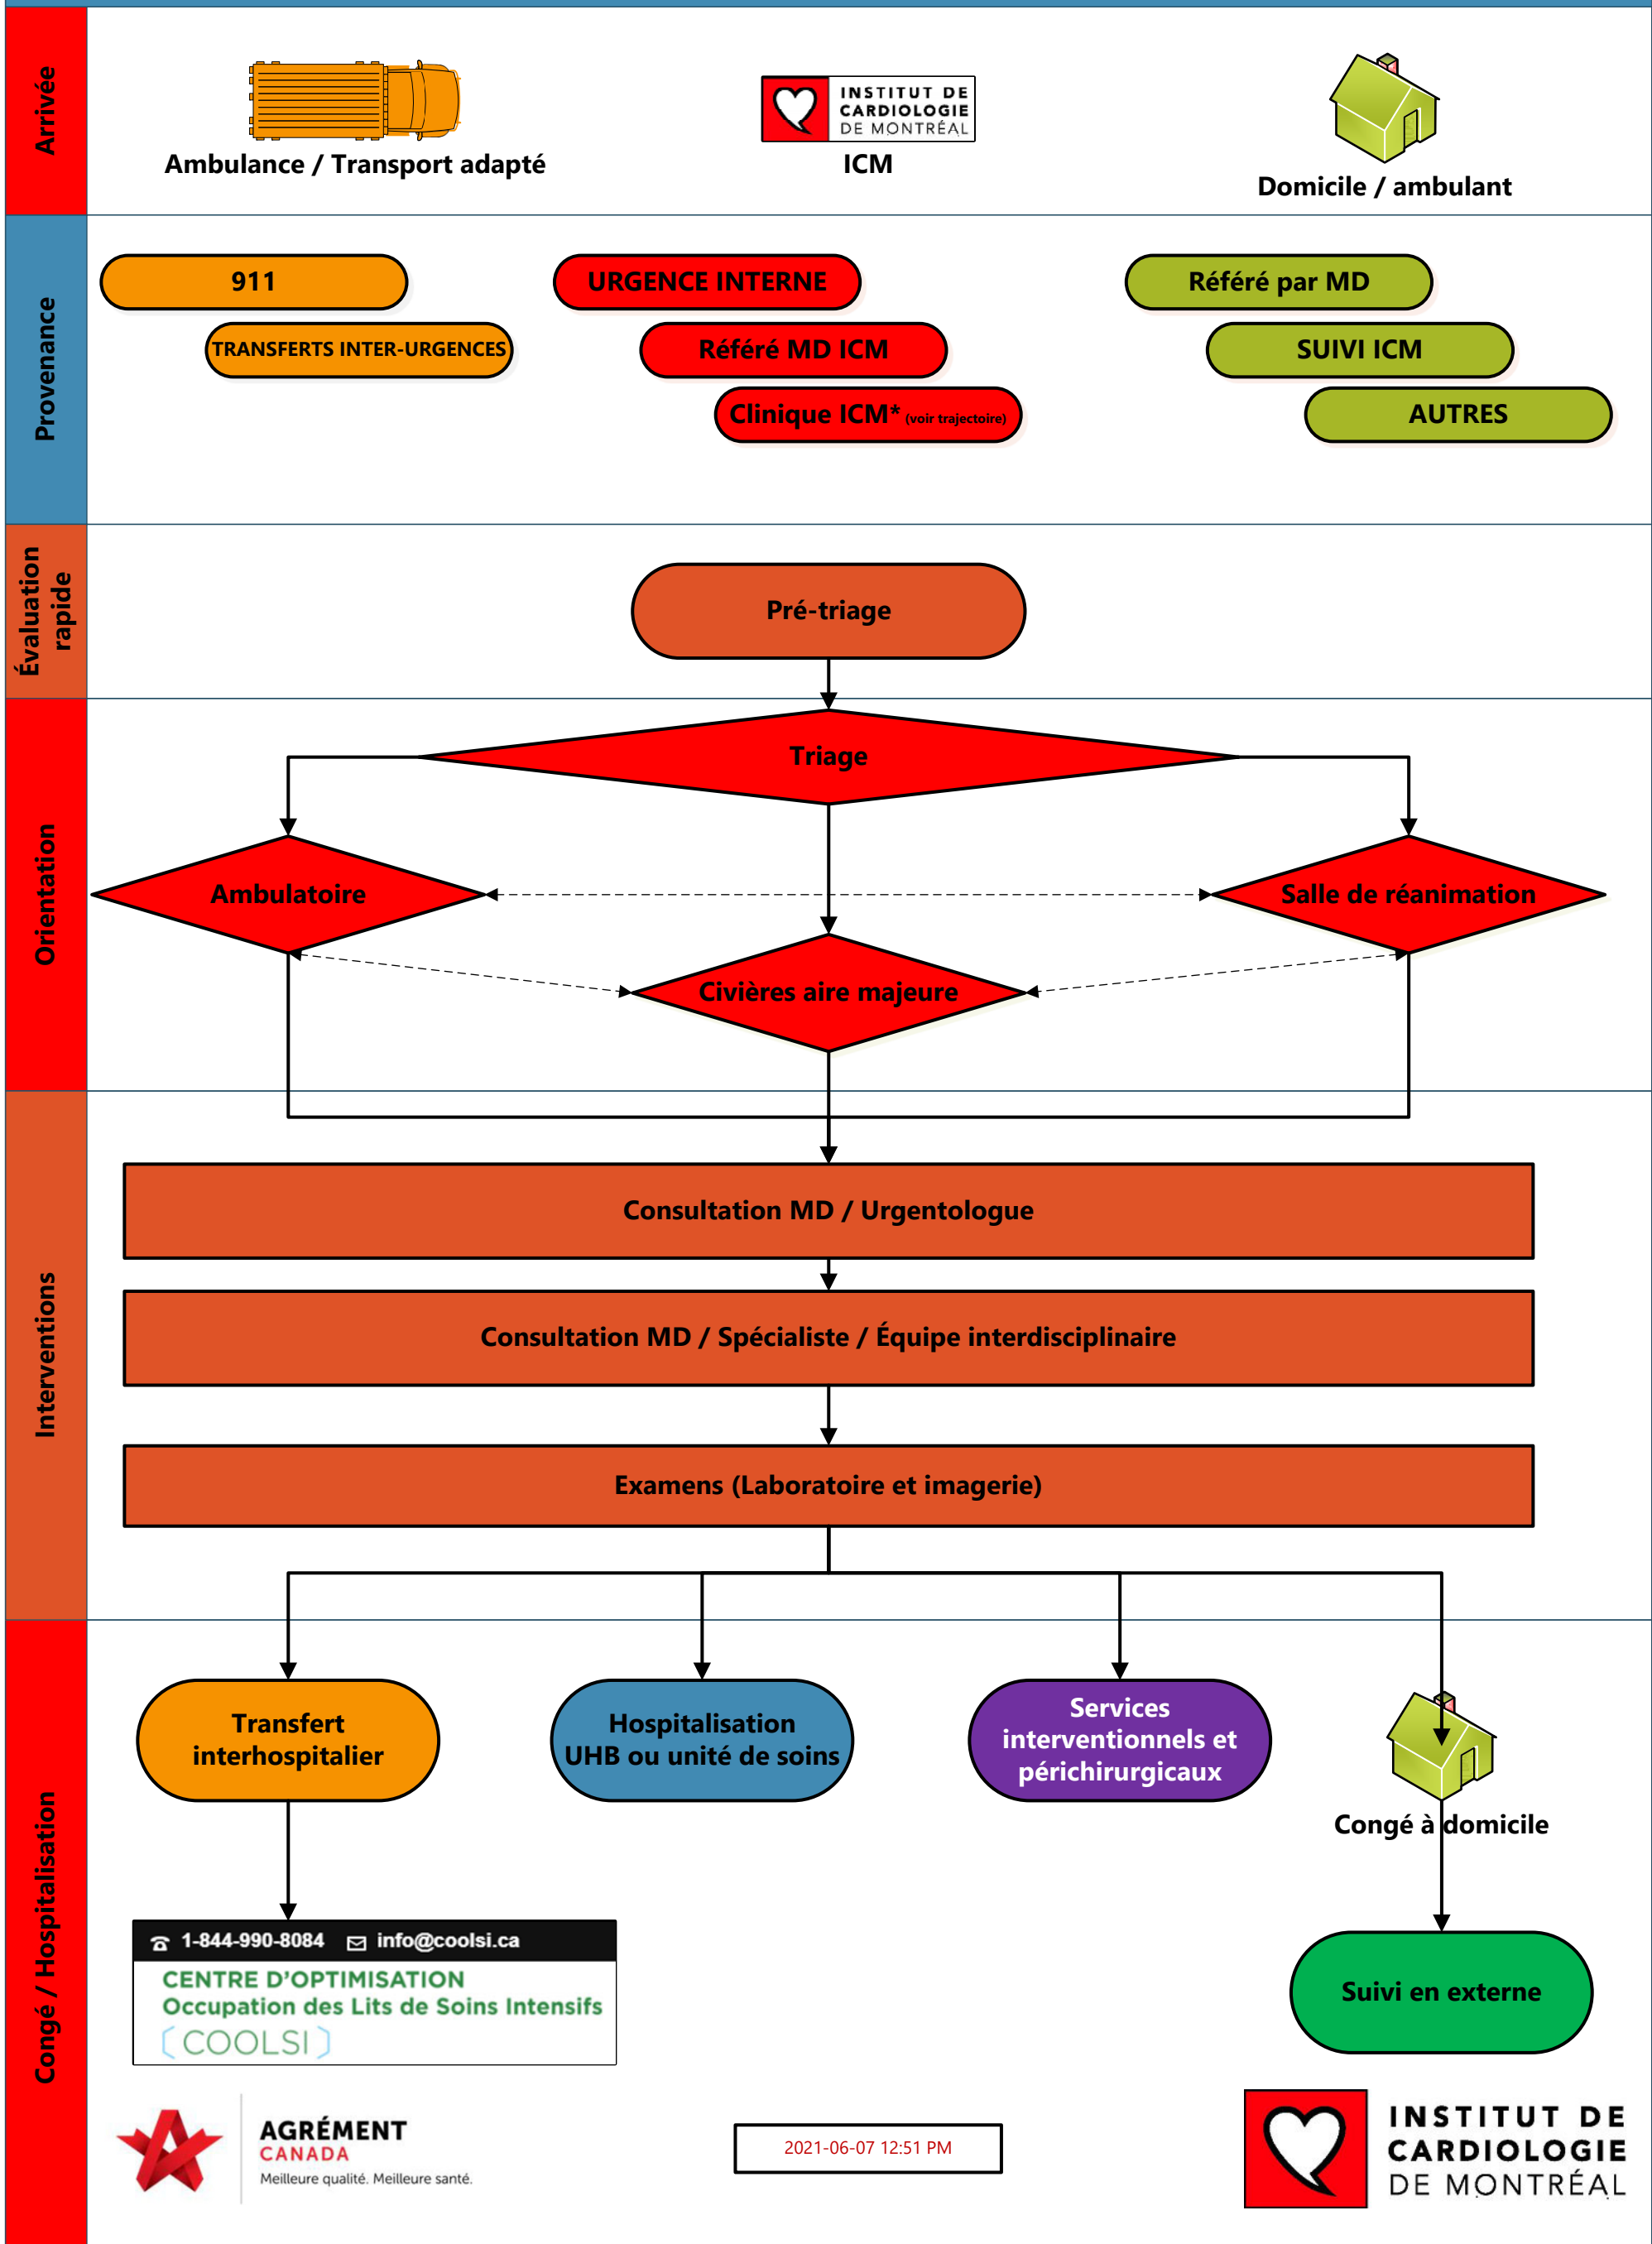 Arrivée
INSTITUT DE
CARDIOLOGIE
DE MONTRÉAL
Ambulance / Transport adapté
ICM
Domicile / ambulant
Provenance
911
URGENCE INTERNE
Référé par MD
TRANSFERTS INTER-URGENCES
Référé MD ICM
SUIVI ICM
Clinique ICM* (voir trajectoire)
AUTRES
Évaluation
rapide
Pré-triage
Orientation
Triage
Ambulatoire
Salle de réanimation
Civières aire majeure
Interventions
Consultation MD / Urgentologue
Consultation MD / Spécialiste / Équipe interdisciplinaire
Examens (Laboratoire et imagerie)
Congé / Hospitalisation
Transfert
interhospitalier
Hospitalisation
UHB ou unité de soins
Services
interventionnels et
périchirurgicaux
Congé à domicile
1-844-990-8084 info@coolsi.ca
CENTRE D'OPTIMISATION
Occupation des Lits de Soins Intensifs
[COOLSI]
Suivi en externe
AGRÉMENT
CANADA
Meilleure qualité. Meilleure santé.
2021-06-07 12:51 PM
INSTITUT DE
CARDIOLOGIE
DE MONTRÉAL